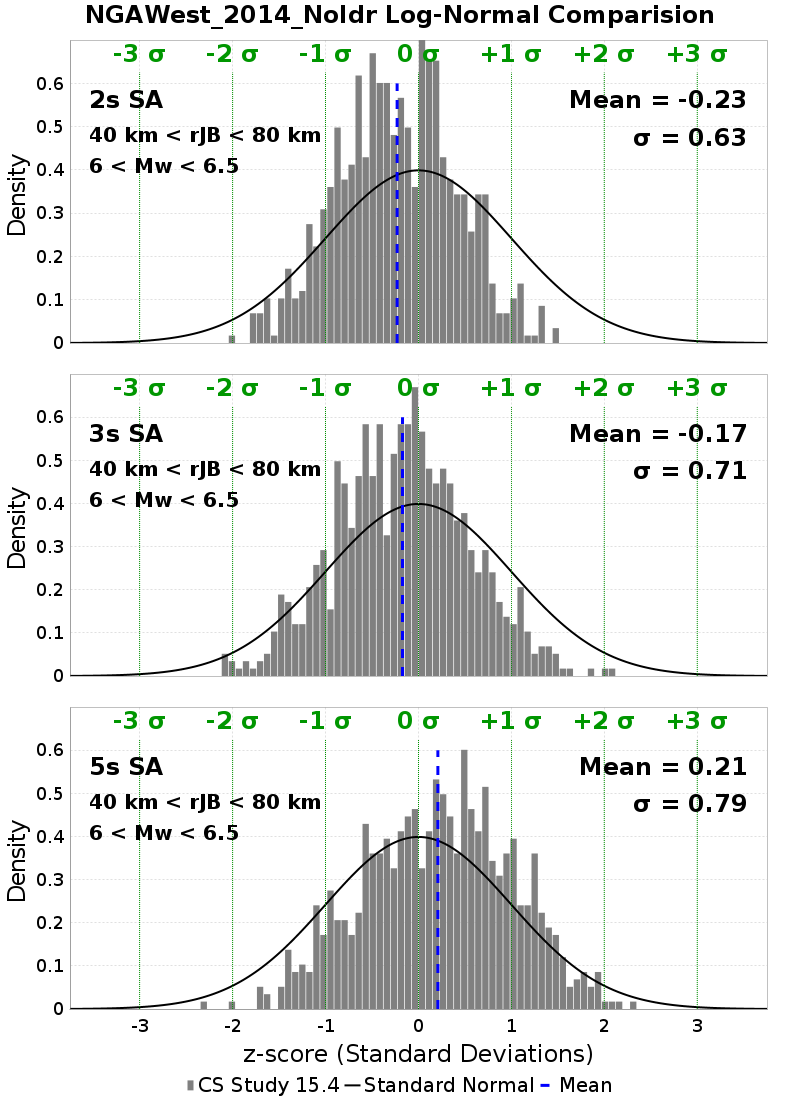 NGAWest_2014_NoIdr Log-Normal Comparision
-3 σ -2 σ -1 σ 0 σ +1 σ +2 σ +3 σ
2s SA Mean = -0.23
40 km < rJB < 80 km σ = 0.63
6 < Mw < 6.5
0.6
0.5
0.4
0.3
0.2
0.1
0
Density
-3 σ -2 σ -1 σ 0 σ +1 σ +2 σ +3 σ
3s SA Mean = -0.17
40 km < rJB < 80 km σ = 0.71
6 < Mw < 6.5
0.6
0.5
0.4
0.3
0.2
0.1
0
Density
-3 σ -2 σ -1 σ 0 σ +1 σ +2 σ +3 σ
5s SA Mean = 0.21
40 km < rJB < 80 km σ = 0.79
6 < Mw < 6.5
0.6
0.5
0.4
0.3
0.2
0.1
0
Density
-3 -2 -1 0 1 2 3
z-score (Standard Deviations)
CS Study 15.4 Standard Normal Mean